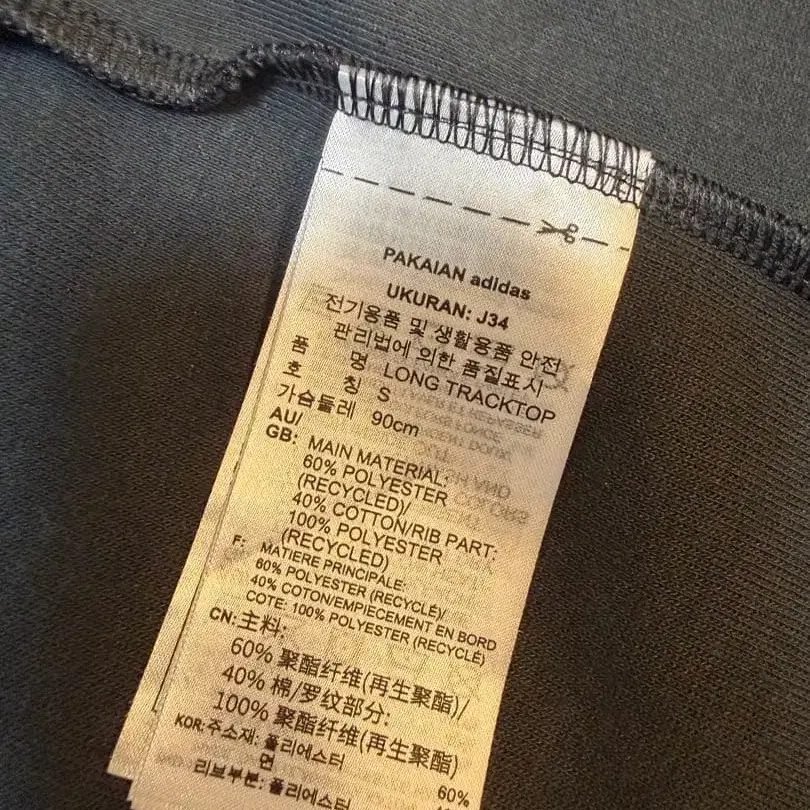 PAKAIAN adidas
UKURAN: J34
전기용품 및 생활용품 안전
관리법에 의한 품질표시
품 명 LONG TRACKTOP
호 칭 S
가슴둘레 90cm
AU/
GB: MAIN MATERIAL:
60% POLYESTER
(RECYCLED)/
40% COTTON/RIB PART:
100% POLYESTER
(RECYCLED)
F: MATIERE PRINCIPALE:
60% POLYESTER (RECYCLÉ)/
40% COTON/EMPIECEMENT EN BORD
COTE: 100% POLYESTER (RECYCLÉ)
CN:主料:
60% 聚酯纤维(再生聚酯)/
40% 棉/罗纹部分:
100% 聚酯纤维(再生聚酯)
KOR:주소재: 폴리에스터 60%
면
리브부분: 폴리에스터